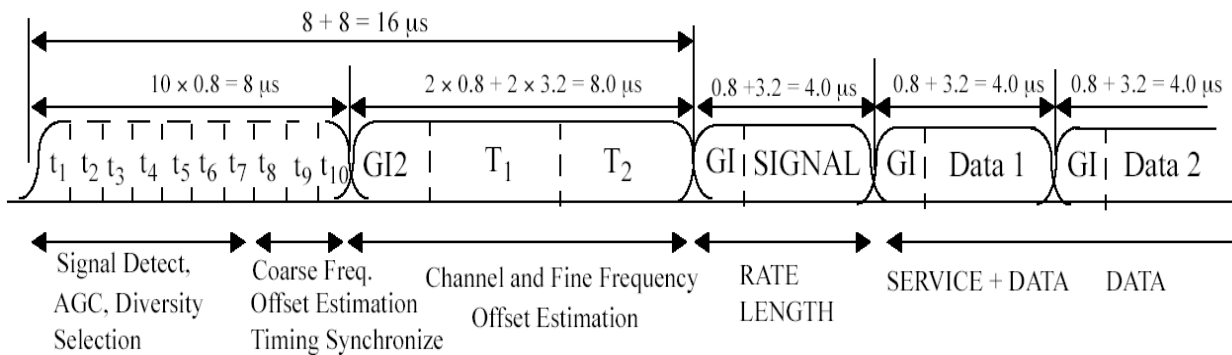 8 + 8 = 16 μs
10 × 0.8 = 8 μs
2 × 0.8 + 2 × 3.2 = 8.0 μs
0.8 +3.2 = 4.0 μs
0.8 + 3.2 = 4.0 μs
0.8 + 3.2 = 4.0 μs
t1 t2 t3 t4 t5 t6 t7 t8 t9 t10
GI2
T1
T2
GI
SIGNAL
GI
Data 1
GI
Data 2
Signal Detect,
AGC, Diversity
Selection
Coarse Freq.
Offset Estimation
Timing Synchronize
Channel and Fine Frequency
Offset Estimation
RATE
LENGTH
SERVICE + DATA
DATA